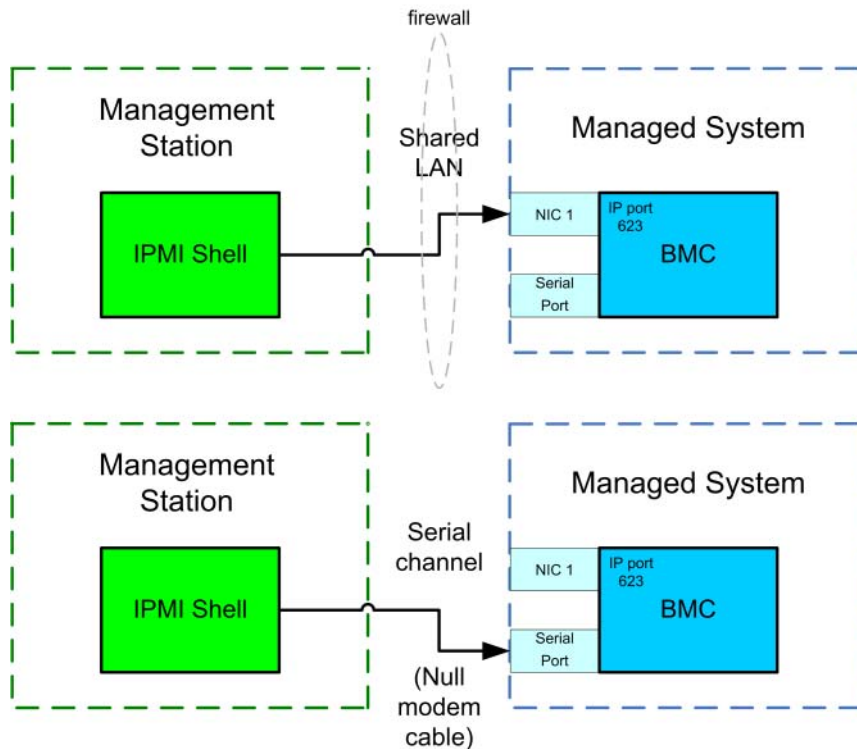 firewall
Management
Station
Shared
LAN
Managed System
IPMI Shell
NIC 1
IP port
623
BMC
Serial
Port
Management
Station
Managed System
Serial
channel
IPMI Shell
NIC 1
IP port
623
BMC
Serial
Port
(Null
modem
cable)